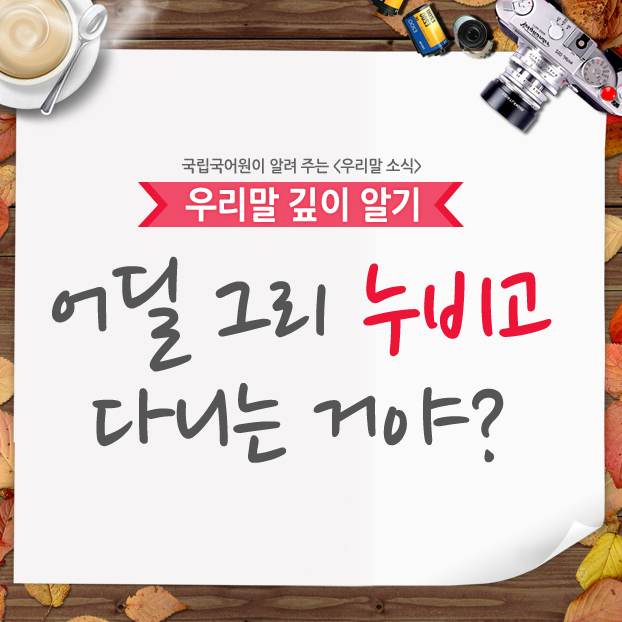 국립국어원이 알려 주는 <우리말 소식>
우리말 깊이 알기
어딜 그리 누비고
다니는 거야?